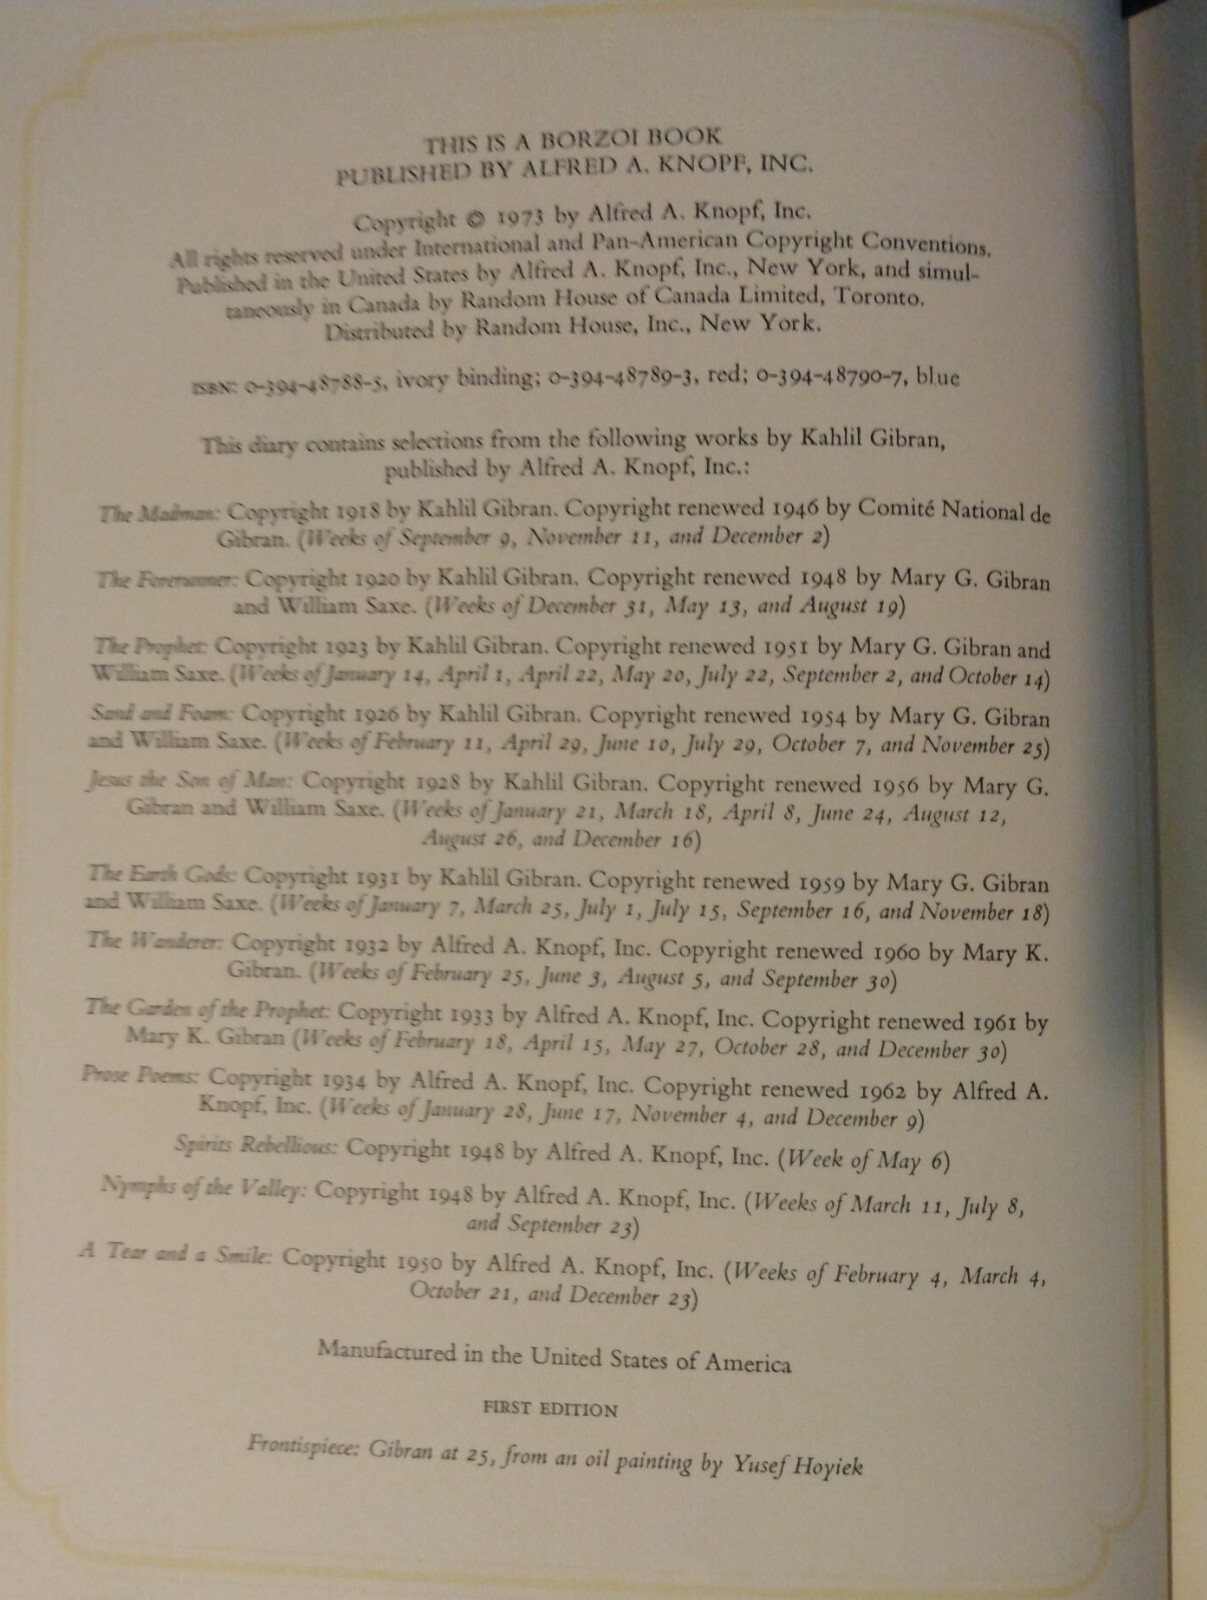 THIS IS A BORZOI BOOK
PUBLISHED BY ALFRED A. KNOPF, INC.
Copyright © 1973 by Alfred A. Knopf, Inc.
All rights reserved under International and Pan-American Copyright Conventions.
Published in the United States by Alfred A. Knopf, Inc., New York, and simul-
taneously in Canada by Random House of Canada Limited, Toronto.
Distributed by Random House, Inc., New York.
ISBN: 0-394-48788-5, ivory binding; 0-394-48789-3, red; 0-394-48790-7, blue
This diary contains selections from the following works by Kahlil Gibran,
published by Alfred A. Knopf, Inc.:
The Madman: Copyright 1918 by Kahlil Gibran. Copyright renewed 1946 by Comité National de
Gibran. (Weeks of September 9, November 11, and December 2)
The Forerunner: Copyright 1920 by Kahlil Gibran. Copyright renewed 1948 by Mary G. Gibran
and William Saxe. (Weeks of December 31, May 13, and August 19)
The Prophet: Copyright 1923 by Kahlil Gibran. Copyright renewed 1951 by Mary G. Gibran and
William Saxe. (Weeks of January 14, April 1, April 22, May 20, July 22, September 2, and October 14)
Sand and Foam: Copyright 1926 by Kahlil Gibran. Copyright renewed 1954 by Mary G. Gibran
and William Saxe. (Weeks of February 11, April 29, June 10, July 29, October 7, and November 25)
Jesus the Son of Man: Copyright 1928 by Kahlil Gibran. Copyright renewed 1956 by Mary G.
Gibran and William Saxe. (Weeks of January 21, March 18, April 8, June 24, August 12,
August 26, and December 16)
The Earth Gods: Copyright 1931 by Kahlil Gibran. Copyright renewed 1959 by Mary G. Gibran
and William Saxe. (Weeks of January 7, March 25, July 1, July 15, September 16, and November 18)
The Wanderer: Copyright 1932 by Alfred A. Knopf, Inc. Copyright renewed 1960 by Mary K.
Gibran. (Weeks of February 25, June 3, August 5, and September 30)
The Garden of the Prophet: Copyright 1933 by Alfred A. Knopf, Inc. Copyright renewed 1961 by
Mary K. Gibran (Weeks of February 18, April 15, May 27, October 28, and December 30)
Prose Poems: Copyright 1934 by Alfred A. Knopf, Inc. Copyright renewed 1962 by Alfred A.
Knopf, Inc. (Weeks of January 28, June 17, November 4, and December 9)
Spirits Rebellious: Copyright 1948 by Alfred A. Knopf, Inc. (Week of May 6)
Nymphs of the Valley: Copyright 1948 by Alfred A. Knopf, Inc. (Weeks of March 11, July 8,
and September 23)
A Tear and a Smile: Copyright 1950 by Alfred A. Knopf, Inc. (Weeks of February 4, March 4,
October 21, and December 23)
Manufactured in the United States of America
FIRST EDITION
Frontispiece: Gibran at 25, from an oil painting by Yusef Hoyiek